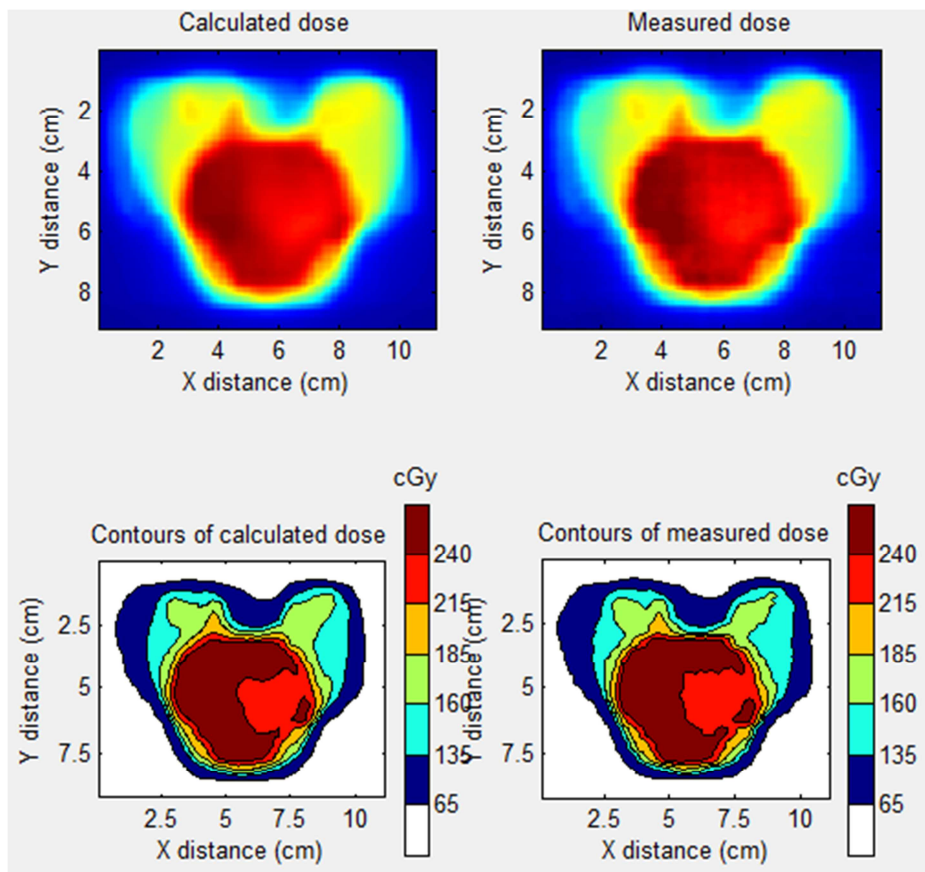 Calculated dose
Measured dose
2
4
6
8
Y distance (cm)
2 4 6 8 10
X distance (cm)
2
4
6
8
Y distance (cm)
2 4 6 8 10
X distance (cm)
cGy
cGy
Contours of calculated dose
Contours of measured dose
2.5
5
7.5
Y distance (cm)
2.5 5 7.5 10
X distance (cm)
240
215
185
160
135
65
2.5
5
7.5
Y distance (cm)
2.5 5 7.5 10
X distance (cm)
240
215
185
160
135
65